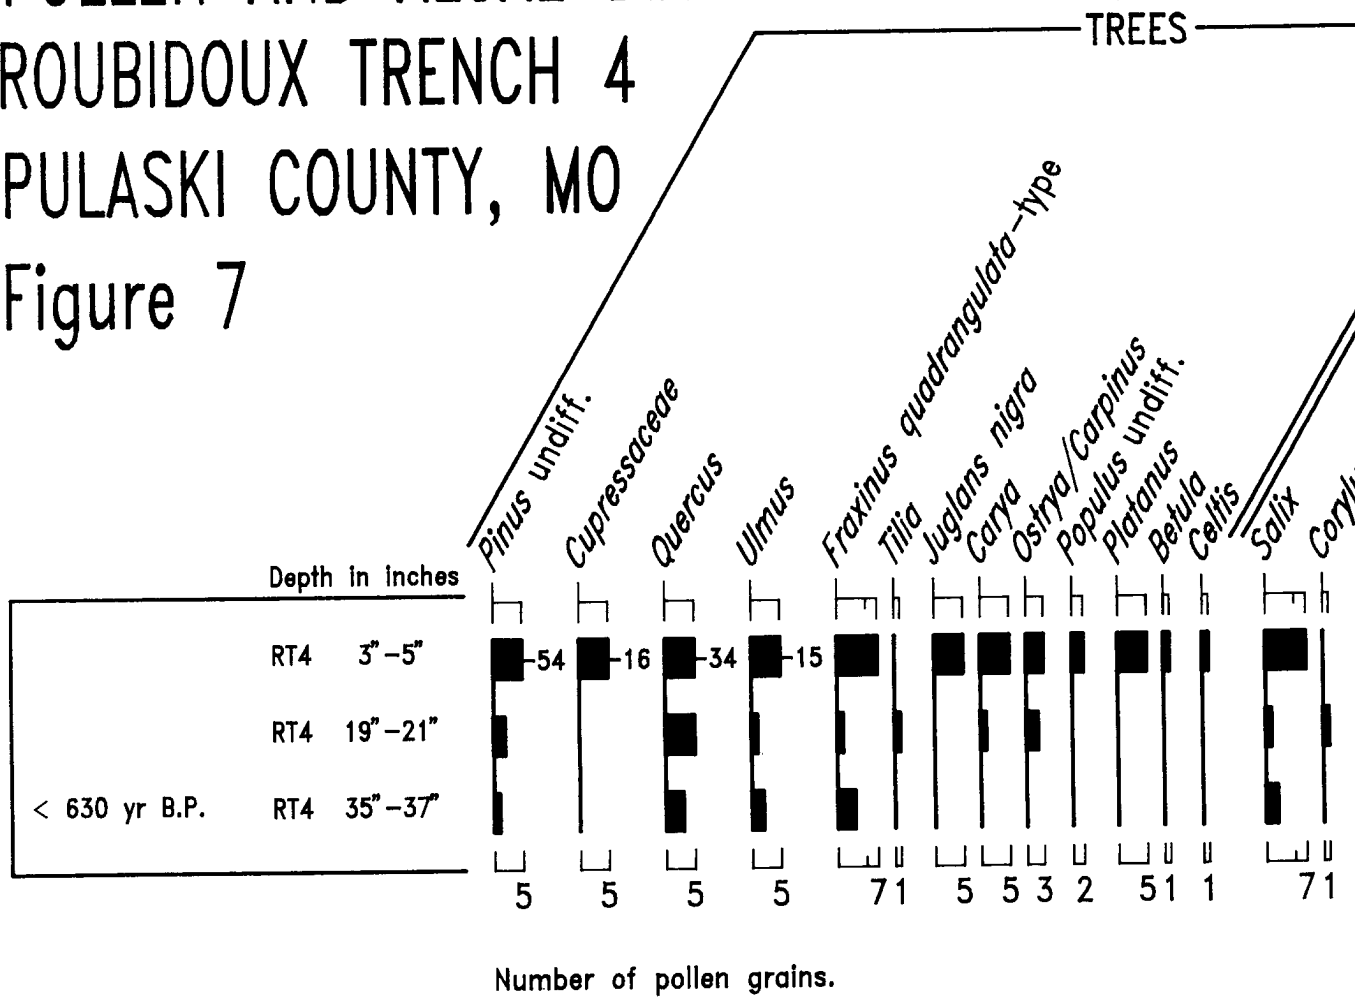 ROUBIDOUX TRENCH 4
PULASKI COUNTY, MO
Figure 7
TREES
Pinus undiff.
Cupressaceae
Quercus
Ulmus
Fraxinus quadrangulata-type
Tilia
Juglans nigra
Carya
Ostrya/Carpinus
Populus undiff.
Platanus
Betula
Celtis
Salix
Depth in inches
RT4 3"-5" 54 16 34 15
RT4 19"-21"
< 630 yr B.P. RT4 35"-37"
5 5 5 5 7 1 5 5 3 2 5 1 1 7 1
Number of pollen grains.